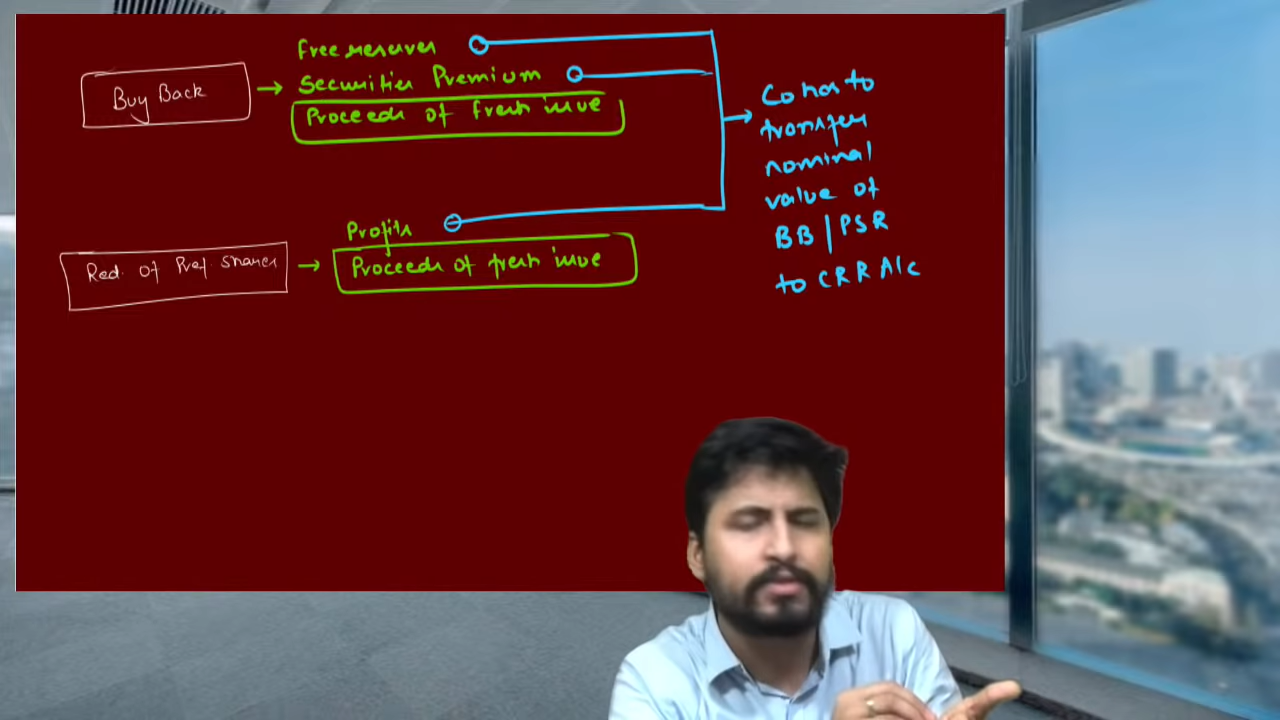 Free reserves
Securities Premium
Buy Back
Proceeds of fresh issue
Co has to
transfer
nominal
value of
BB | PSR
to CRR A/c
Profits
Red. of Pref. Shares
Proceeds of fresh issue